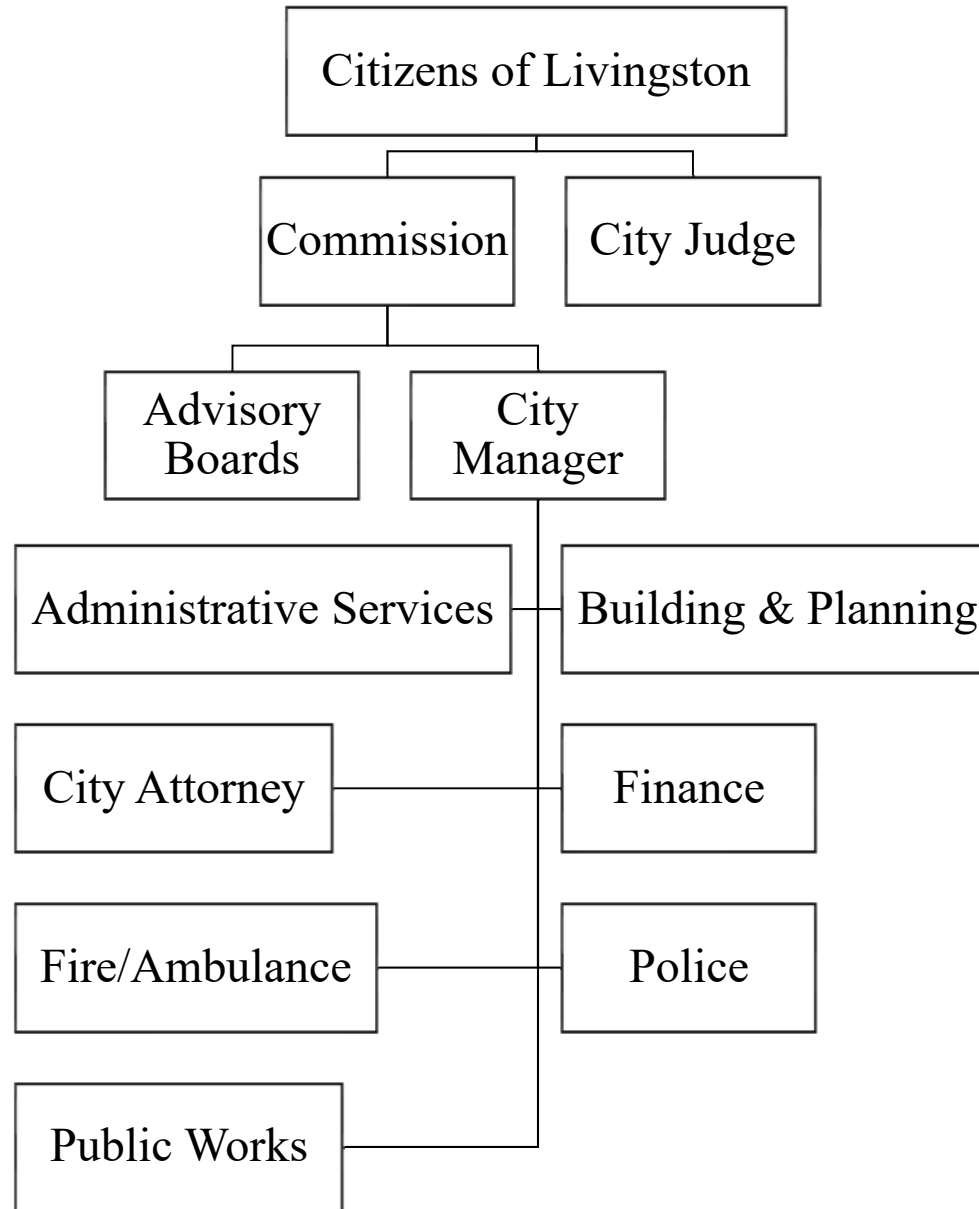 Citizens of Livingston
Commission
City Judge
Advisory
Boards
City
Manager
Administrative Services
Building & Planning
City Attorney
Finance
Fire/Ambulance
Police
Public Works